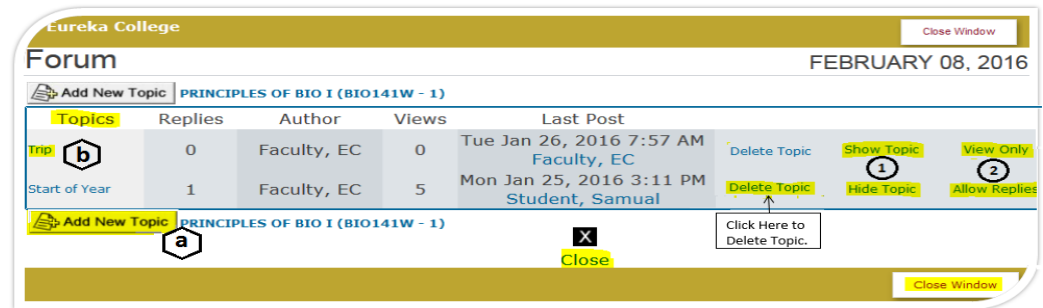 Eureka College
Close Window
Forum FEBRUARY 08, 2016
Add New Topic PRINCIPLES OF BIO I (BIO141W - 1)
Topics Replies Author Views Last Post
Trip b 0 Faculty, EC 0 Tue Jan 26, 2016 7:57 AM Faculty, EC Delete Topic Show Topic View Only
1 2
Start of Year 1 Faculty, EC 5 Mon Jan 25, 2016 3:11 PM Student, Samual Delete Topic Hide Topic Allow Replies
Add New Topic PRINCIPLES OF BIO I (BIO141W - 1)
a
Click Here to
Delete Topic.
X
Close
Close Window